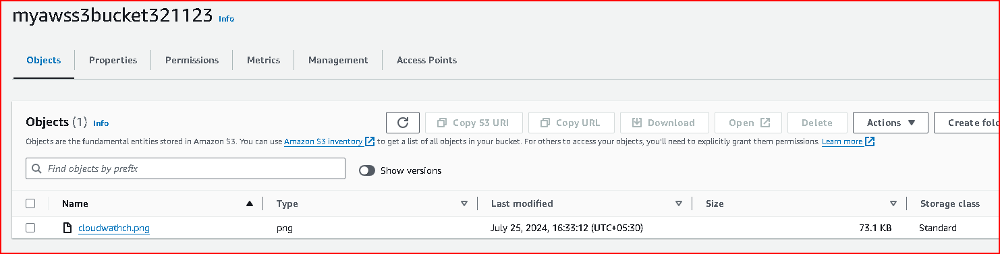 myawss3bucket321123 Info
Objects Properties Permissions Metrics Management Access Points
Objects (1) Info Copy S3 URI Copy URL Download Open Delete Actions Create fol
Objects are the fundamental entities stored in Amazon S3. You can use Amazon S3 inventory to get a list of all objects in your bucket. For others to access your objects, you'll need to explicitly grant them permissions. Learn more
Find objects by prefix Show versions
Name Type Last modified Size Storage class
cloudwathch.png png July 25, 2024, 16:33:12 (UTC+05:30) 73.1 KB Standard